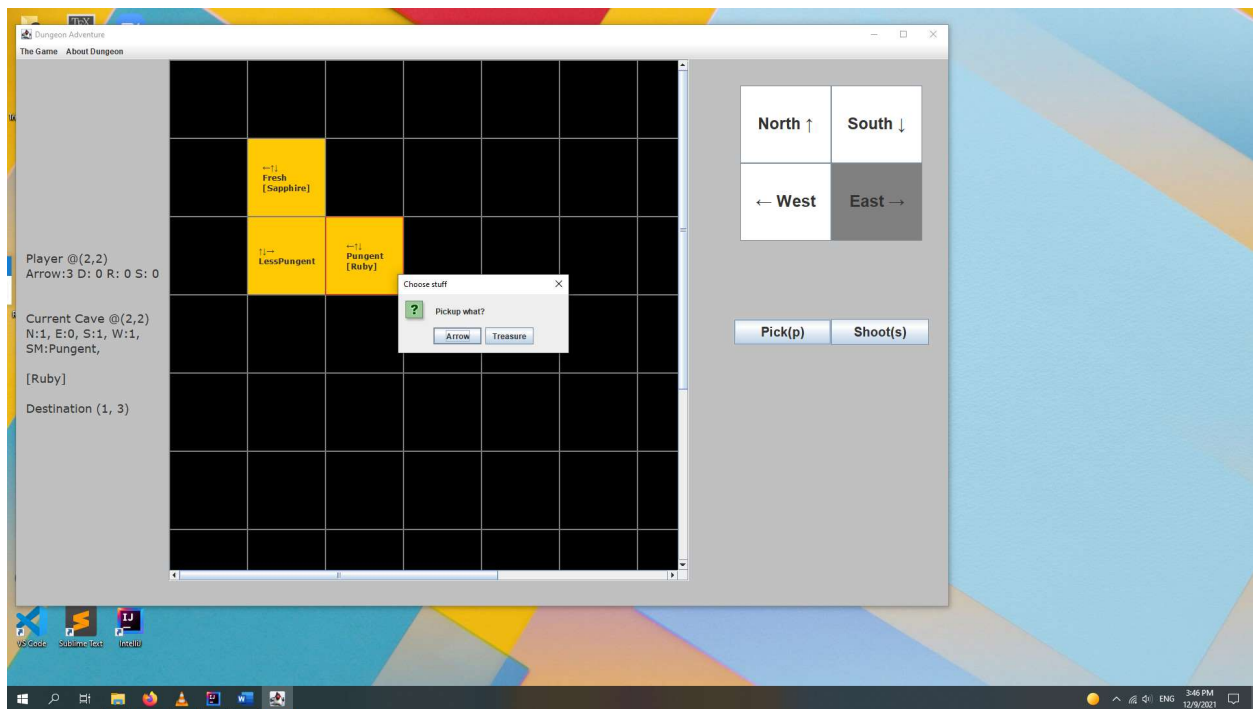 TEX
Dungeon Adventure
The Game About Dungeon
←↑↓
Fresh
[Sapphire]
↑↓→
LessPungent
←↑↓
Pungent
[Ruby]
Player @(2,2)
Arrow:3 D: 0 R: 0 S: 0
Current Cave @(2,2)
N:1, E:0, S:1, W:1,
SM:Pungent,
[Ruby]
Destination (1, 3)
Choose stuff
Pickup what?
Arrow Treasure
North ↑ South ↓
← West East →
Pick(p) Shoot(s)
VS Code Sublime Text IntelliJ
ENG 3:46 PM
12/9/2021